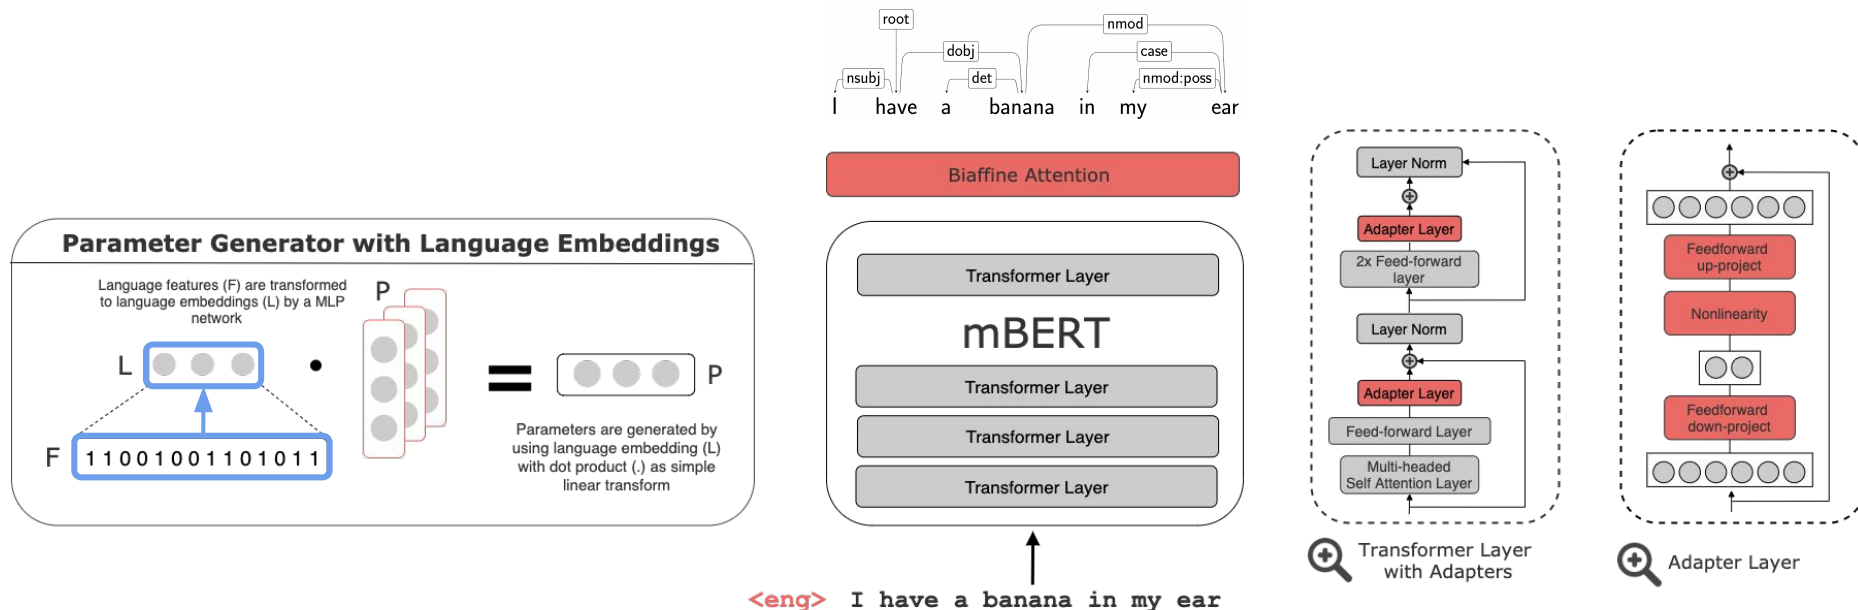 root
nmod
dobj
case
nsubj
det
nmod:poss
I have a banana in my ear
Biaffine Attention
Parameter Generator with Language Embeddings
Language features (F) are transformed
to language embeddings (L) by a MLP
network
P
L
=
P
F
1 1 0 0 1 0 0 1 1 0 1 0 1 1
Parameters are generated by
using language embedding (L)
with dot product (.) as simple
linear transform
Transformer Layer
mBERT
Transformer Layer
Transformer Layer
Transformer Layer
<eng> I have a banana in my ear
Layer Norm
Adapter Layer
2x Feed-forward
layer
Layer Norm
Adapter Layer
Feed-forward Layer
Multi-headed
Self Attention Layer
Transformer Layer
with Adapters
Feedforward
up-project
Nonlinearity
Feedforward
down-project
Adapter Layer